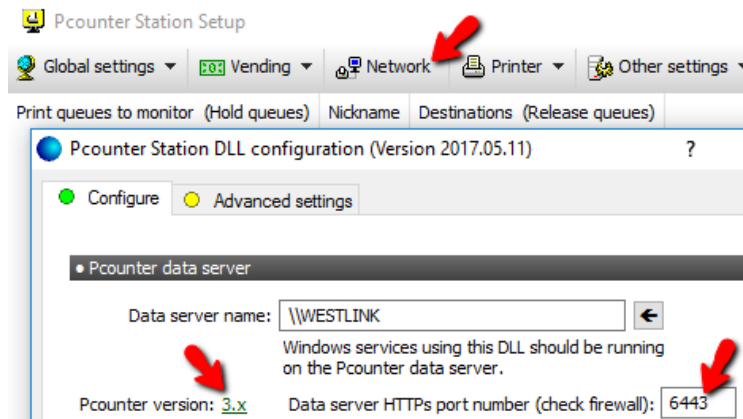 Pcounter Station Setup
Global settings Vending Network Printer Other settings
Print queues to monitor (Hold queues) Nickname Destinations (Release queues)
Pcounter Station DLL configuration (Version 2017.05.11) ?
Configure Advanced settings
• Pcounter data server
Data server name: \\WESTLINK
Windows services using this DLL should be running
on the Pcounter data server.
Pcounter version: 3.x Data server HTTPs port number (check firewall): 6443